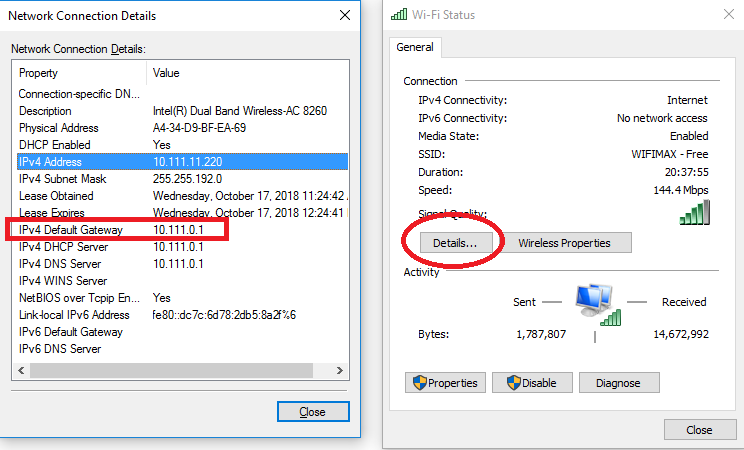 Network Connection Details
Network Connection Details:
Property Value
Connection-specific DN...
Description Intel(R) Dual Band Wireless-AC 8260
Physical Address A4-34-D9-BF-EA-69
DHCP Enabled Yes
IPv4 Address 10.111.11.220
IPv4 Subnet Mask 255.255.192.0
Lease Obtained Wednesday, October 17, 2018 11:24:42
Lease Expires Wednesday, October 17, 2018 12:24:41
IPv4 Default Gateway 10.111.0.1
IPv4 DHCP Server 10.111.0.1
IPv4 DNS Server 10.111.0.1
IPv4 WINS Server
NetBIOS over Tcpip En... Yes
Link-local IPv6 Address fe80::dc7c:6d78:2db5:8a2f%6
IPv6 Default Gateway
IPv6 DNS Server
Close
Wi-Fi Status
General
Connection
IPv4 Connectivity: Internet
IPv6 Connectivity: No network access
Media State: Enabled
SSID: WIFIMAX - Free
Duration: 20:37:55
Speed: 144.4 Mbps
Signal Quality:
Details... Wireless Properties
Activity
Sent — — Received
Bytes: 1,787,807 | 14,672,992
Properties Disable Diagnose
Close